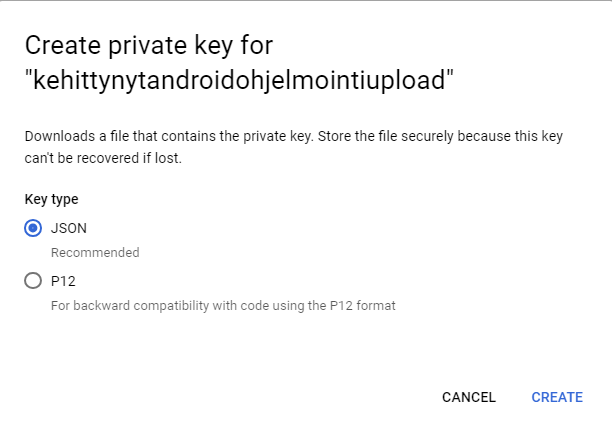 Create private key for
"kehittynytandroidohjelmointiupload"
Downloads a file that contains the private key. Store the file securely because this key
can't be recovered if lost.
Key type
JSON
Recommended
P12
For backward compatibility with code using the P12 format
CANCEL CREATE